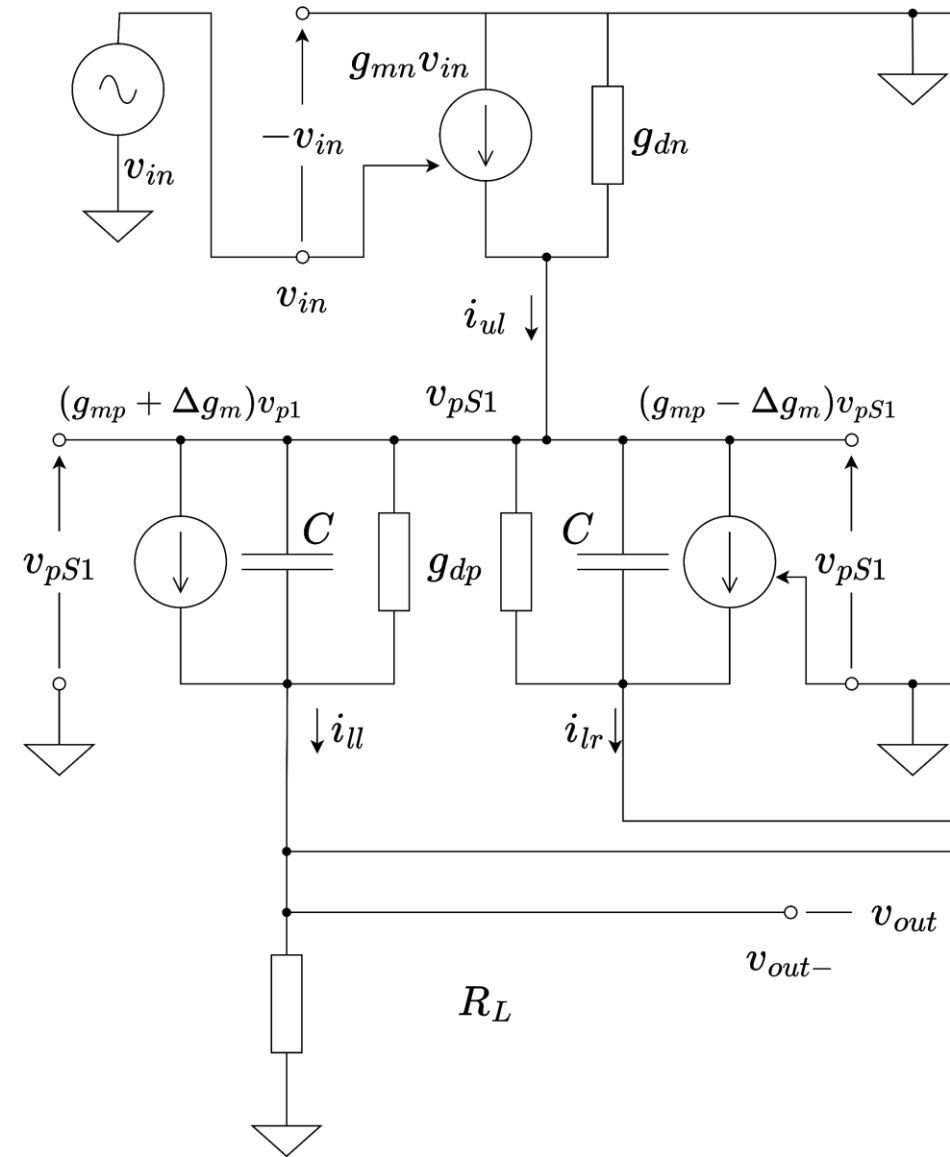 g_{mn}v_{in}
-v_{in}
g_{dn}
v_{in}
v_{in}
i_{ul}
(g_{mp} + Δg_m)v_{p1}
v_{pS1}
(g_{mp} - Δg_m)v_{pS1}
v_{pS1}
C
g_{dp}
C
v_{pS1}
i_{ll}
i_{lr}
v_{out}
v_{out-}
R_L